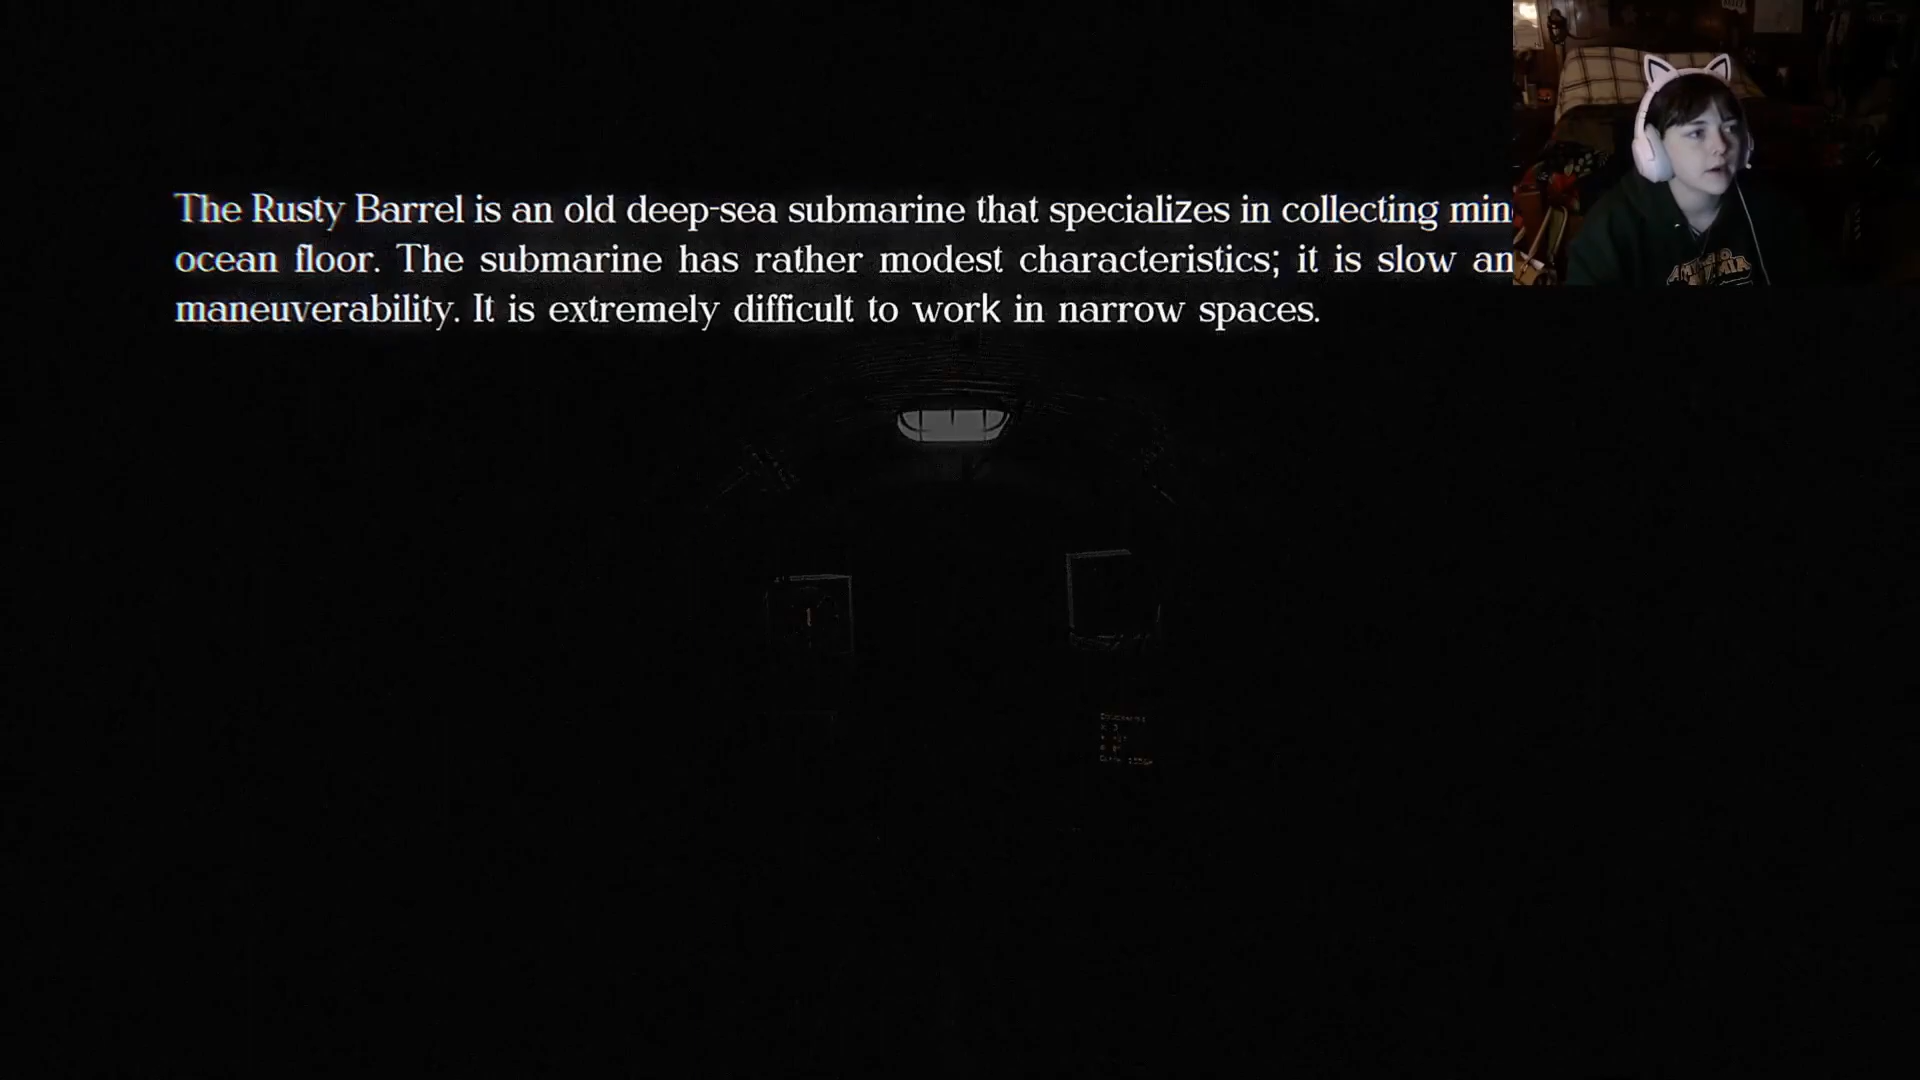 The Rusty Barrel is an old deep-sea submarine that specializes in collecting
ocean floor. The submarine has rather modest characteristics; it is slow
maneuverability. It is extremely difficult to work in narrow spaces.